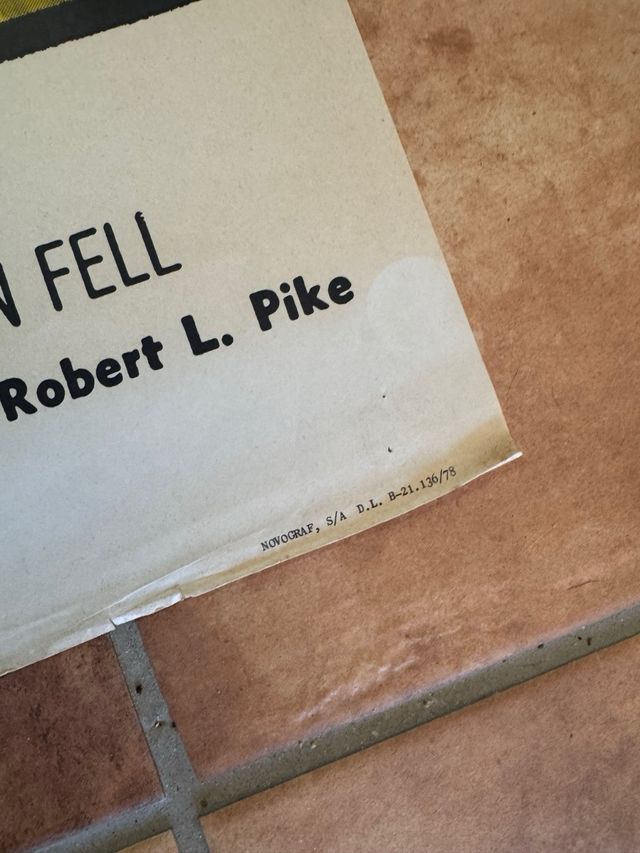 FELL
Robert L. Pike
NOVOGRAF, S/A D.L. B-21.136/78